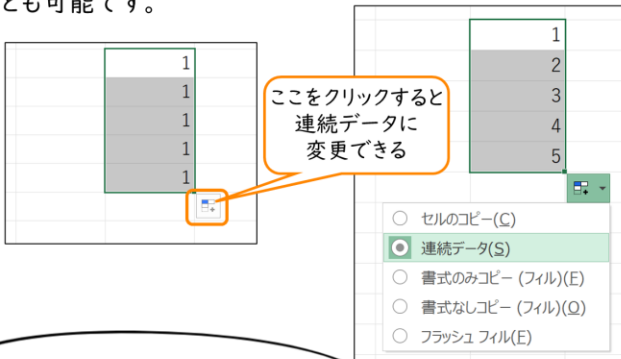 とも可能です。
1
1
1
1
1
ここをクリックすると
連続データに
変更できる
1
2
3
4
5
セルのコピー(C)
連続データ(S)
書式のみコピー (フィル)(F)
書式なしコピー (フィル)(O)
フラッシュ フィル(F)